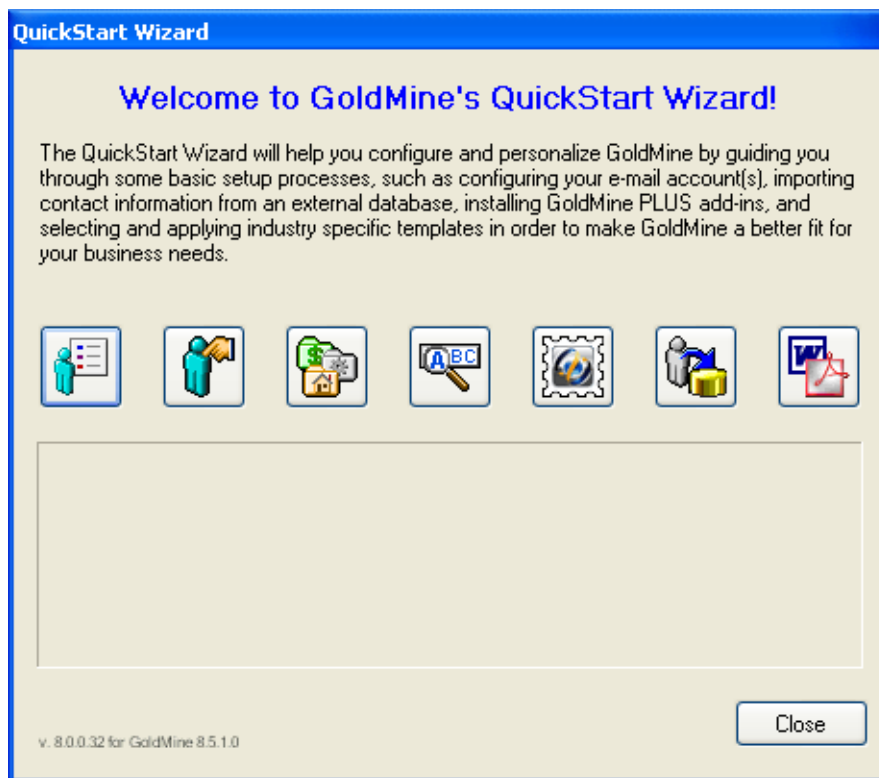 QuickStart Wizard
Welcome to GoldMine's QuickStart Wizard!
The QuickStart Wizard will help you configure and personalize GoldMine by guiding you
through some basic setup processes, such as configuring your e-mail account(s), importing
contact information from an external database, installing GoldMine PLUS add-ins, and
selecting and applying industry specific templates in order to make GoldMine a better fit for
your business needs.
A BC
W
Close
v. 8.0.0.32 for GoldMine 8.5.1.0